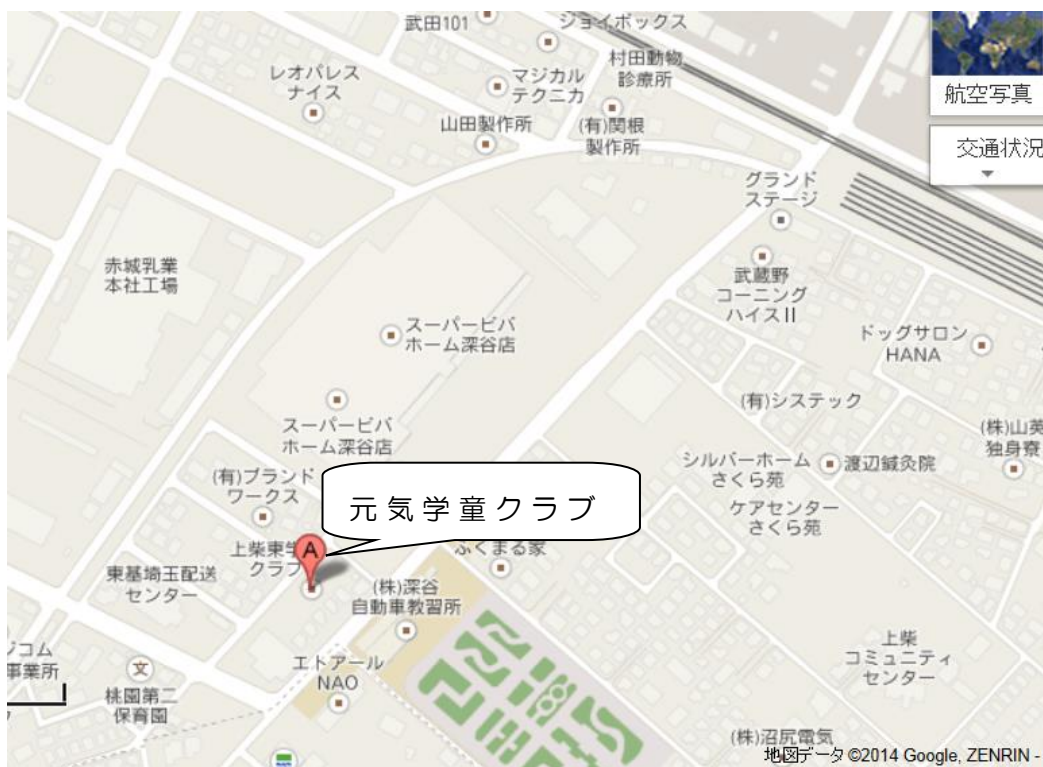 武田101
ジョイボックス
レオパレス
ナイス
マジカル
テクニカ
村田動物
診療所
航空写真
山田製作所
(有)関根
製作所
交通状況
グランド
ステージ
赤城乳業
本社工場
武蔵野
コーニング
ハイスII
スーパービバ
ホーム深谷店
ドッグサロン
HANA
スーパービバ
ホーム深谷店
(有)システック
(株)山英
独身寮
(有)ブランド
ワークス
シルバーホーム
さくら苑
渡辺鍼灸院
元気学童クラブ
ケアセンター
さくら苑
上柴東
クラブ
A
ふくまる家
東基埼玉配送
センター
(株)深谷
自動車教習所
ジコム
事業所
桃園第二
保育園
文
エトアール
NAO
上柴
コミュニティ
センター
(株)沼尻電気
地図データ ©2014 Google, ZENRIN -